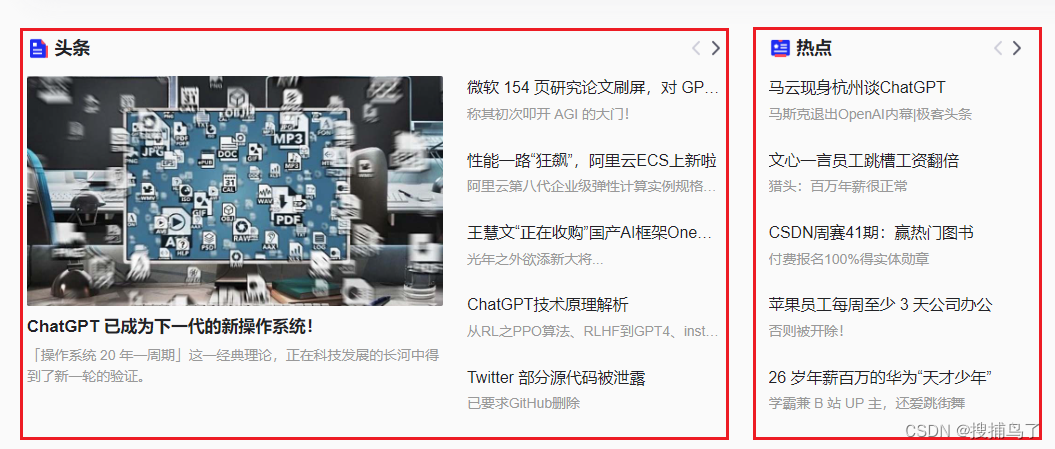 头条
ChatGPT 已成为下一代的新操作系统！
「操作系统 20 年一周期」这一经典理论，正在科技发展的长河中得
到了新一轮的验证。
微软 154 页研究论文刷屏，对 GP...
称其初次叩开 AGI 的大门！
性能一路“狂飙”，阿里云ECS上新啦
阿里云第八代企业级弹性计算实例规格...
王慧文“正在收购”国产AI框架One...
光年之外欲添新大将...
ChatGPT技术原理解析
从RL之PPO算法、RLHF到GPT4、inst...
Twitter 部分源代码被泄露
已要求GitHub删除
MP3
JPG
DOC
PDF
GIF
CAL
WAV
OBJ
RAW
AAX
LOG
PSD
热点
马云现身杭州谈ChatGPT
马斯克退出OpenAI内幕|极客头条
文心一言员工跳槽工资翻倍
猎头：百万年薪很正常
CSDN周赛41期：赢热门图书
付费报名100%得实体勋章
苹果员工每周至少 3 天公司办公
否则被开除！
26 岁年薪百万的华为“天才少年”
学霸兼 B 站 UP 主，还爱跳街舞
CSDN @搜捕鸟了